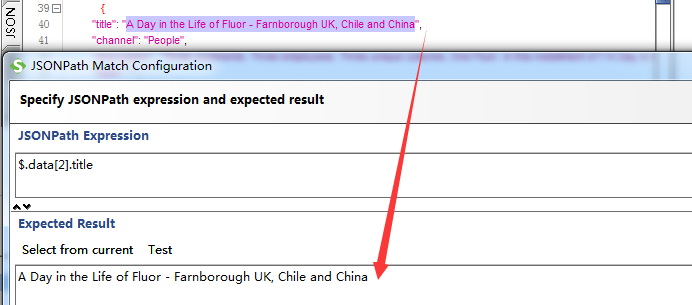 JSON
39 {
40 "title": "A Day in the Life of Fluor - Farnborough UK, Chile and China",
41 "channel": "People",
JSONPath Match Configuration
Specify JSONPath expression and expected result
JSONPath Expression
$.data[2].title
Expected Result
Select from current Test
A Day in the Life of Fluor - Farnborough UK, Chile and China